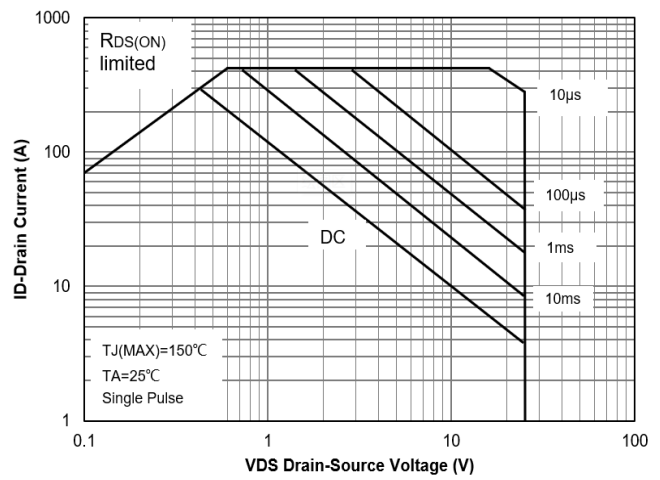 1000
RDS(ON)
limited
10µs
100
100µs
DC
1ms
10
10ms
TJ(MAX)=150℃
TA=25℃
Single Pulse
1
0.1
1
10
100
ID-Drain Current (A)
VDS Drain-Source Voltage (V)